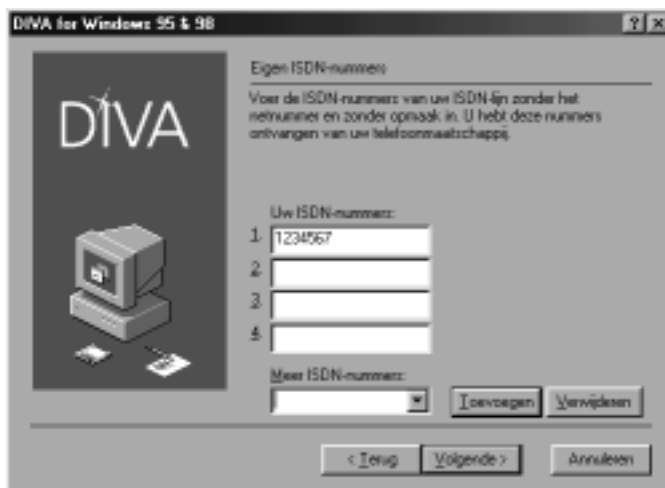 DIVA for Windows 95 & 98
DIVA
Eigen ISDN-nummers
Voer de ISDN-nummers van uw ISDN-lijn zonder het
netnummer en zonder opmaak in. U hebt deze nummers
ontvangen van uw telefoonmaatschappij.
Uw ISDN-nummers:
1. 1234567
2.
3.
4.
Meer ISDN-nummers:
Toevoegen Verwijderen
< Terug Volgende > Annuleren